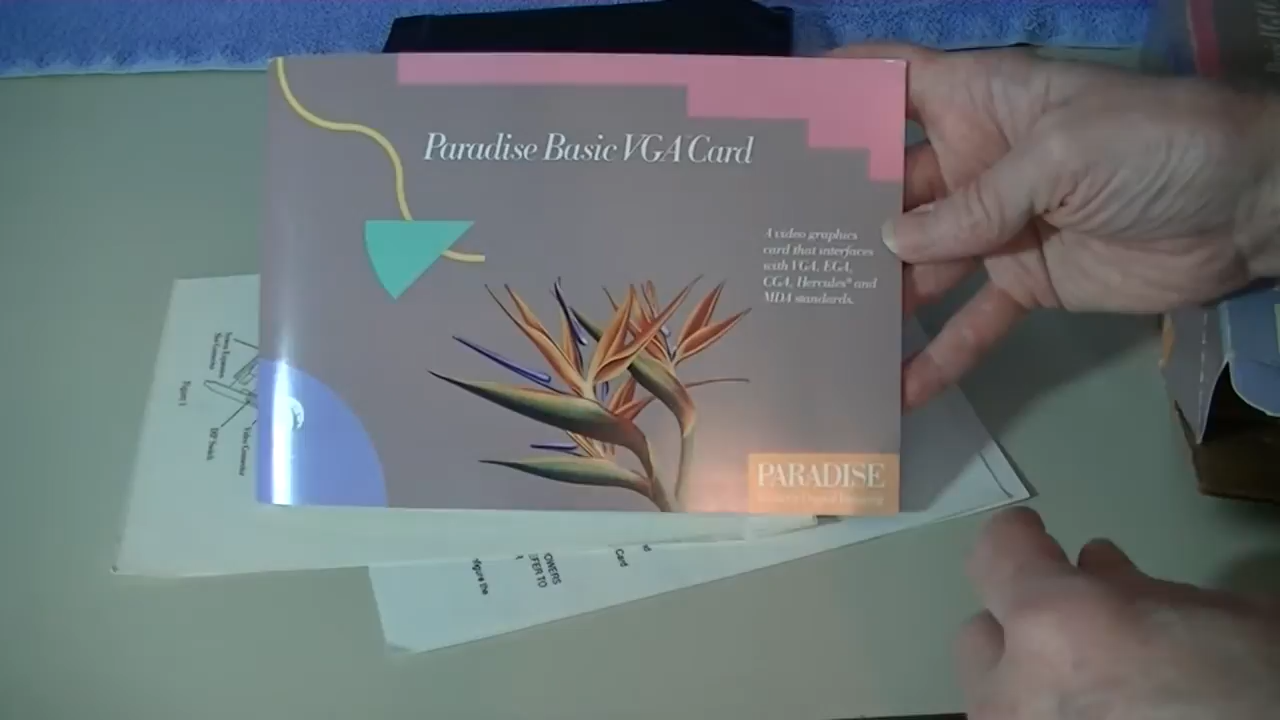 Paradise Basic VGA Card
A video graphics
card that interfaces
with VGA, EGA,
CGA, Hercules® and
MDA standards.
PARADISE
Figure 1
DIP Switch
Video Connector
OWERS
EFER TO
Card